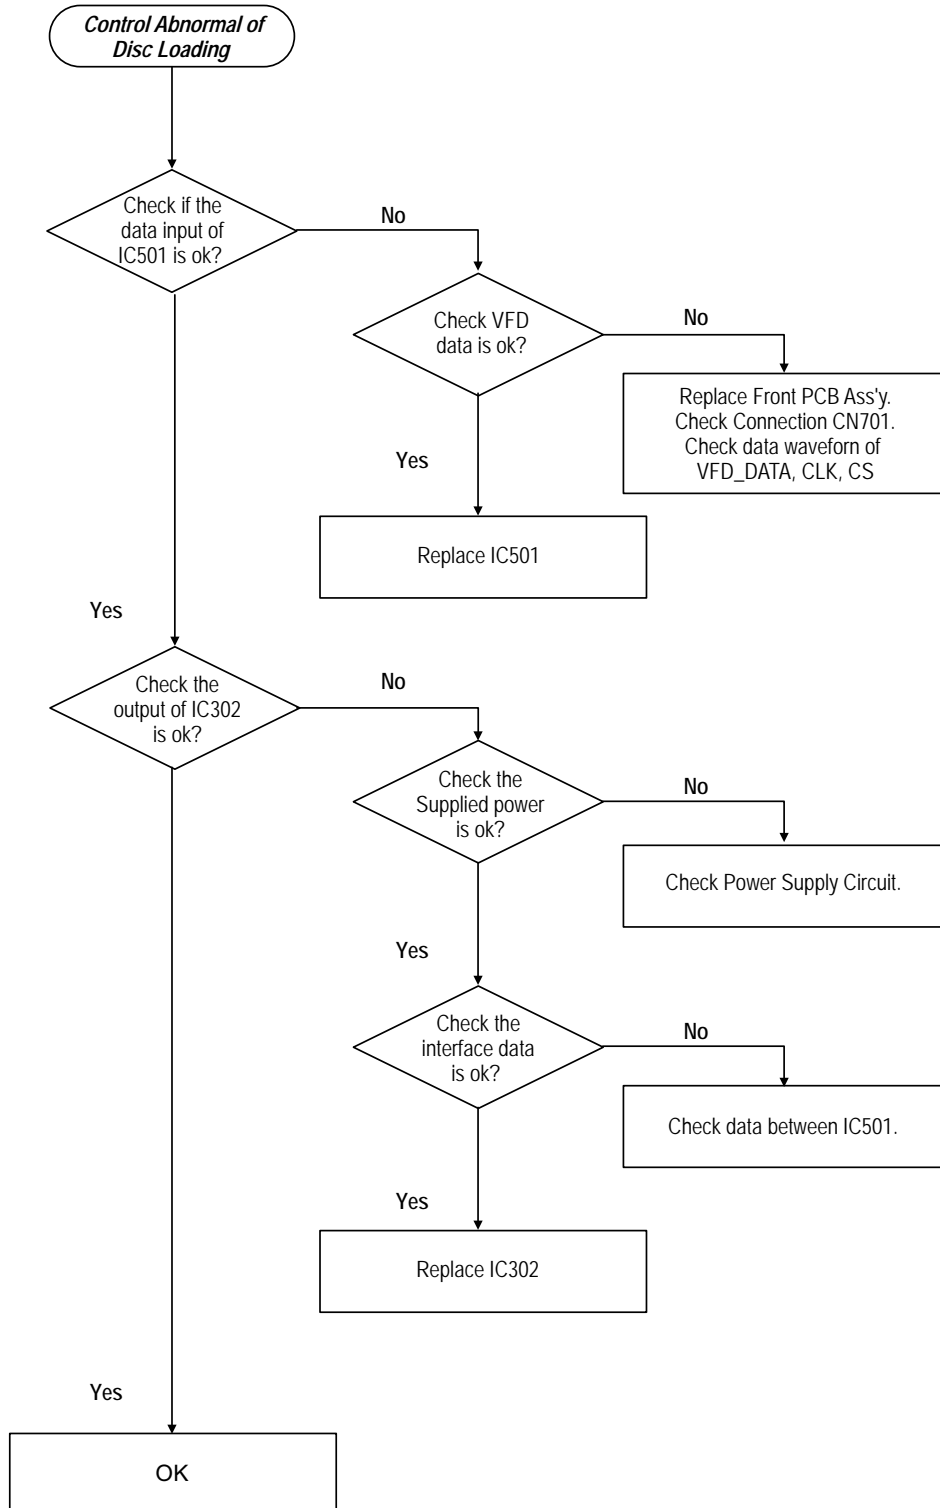 Control Abnormal of
Disc Loading
Check if the
data input of
IC501 is ok?
No
Check VFD
data is ok?
No
Replace Front PCB Ass'y.
Check Connection CN701.
Check data waveforn of
VFD_DATA, CLK, CS
Yes
Replace IC501
Yes
Check the
output of IC302
is ok?
No
Check the
Supplied power
is ok?
No
Check Power Supply Circuit.
Yes
Check the
interface data
is ok?
No
Check data between IC501.
Yes
Replace IC302
Yes
OK